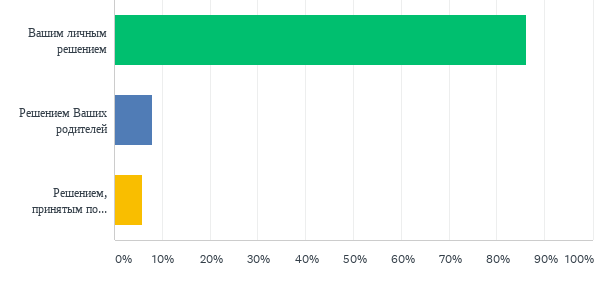 Вашим личным
решением
Решением Ваших
родителей
Решением,
принятым по...
0% 10% 20% 30% 40% 50% 60% 70% 80% 90% 100%